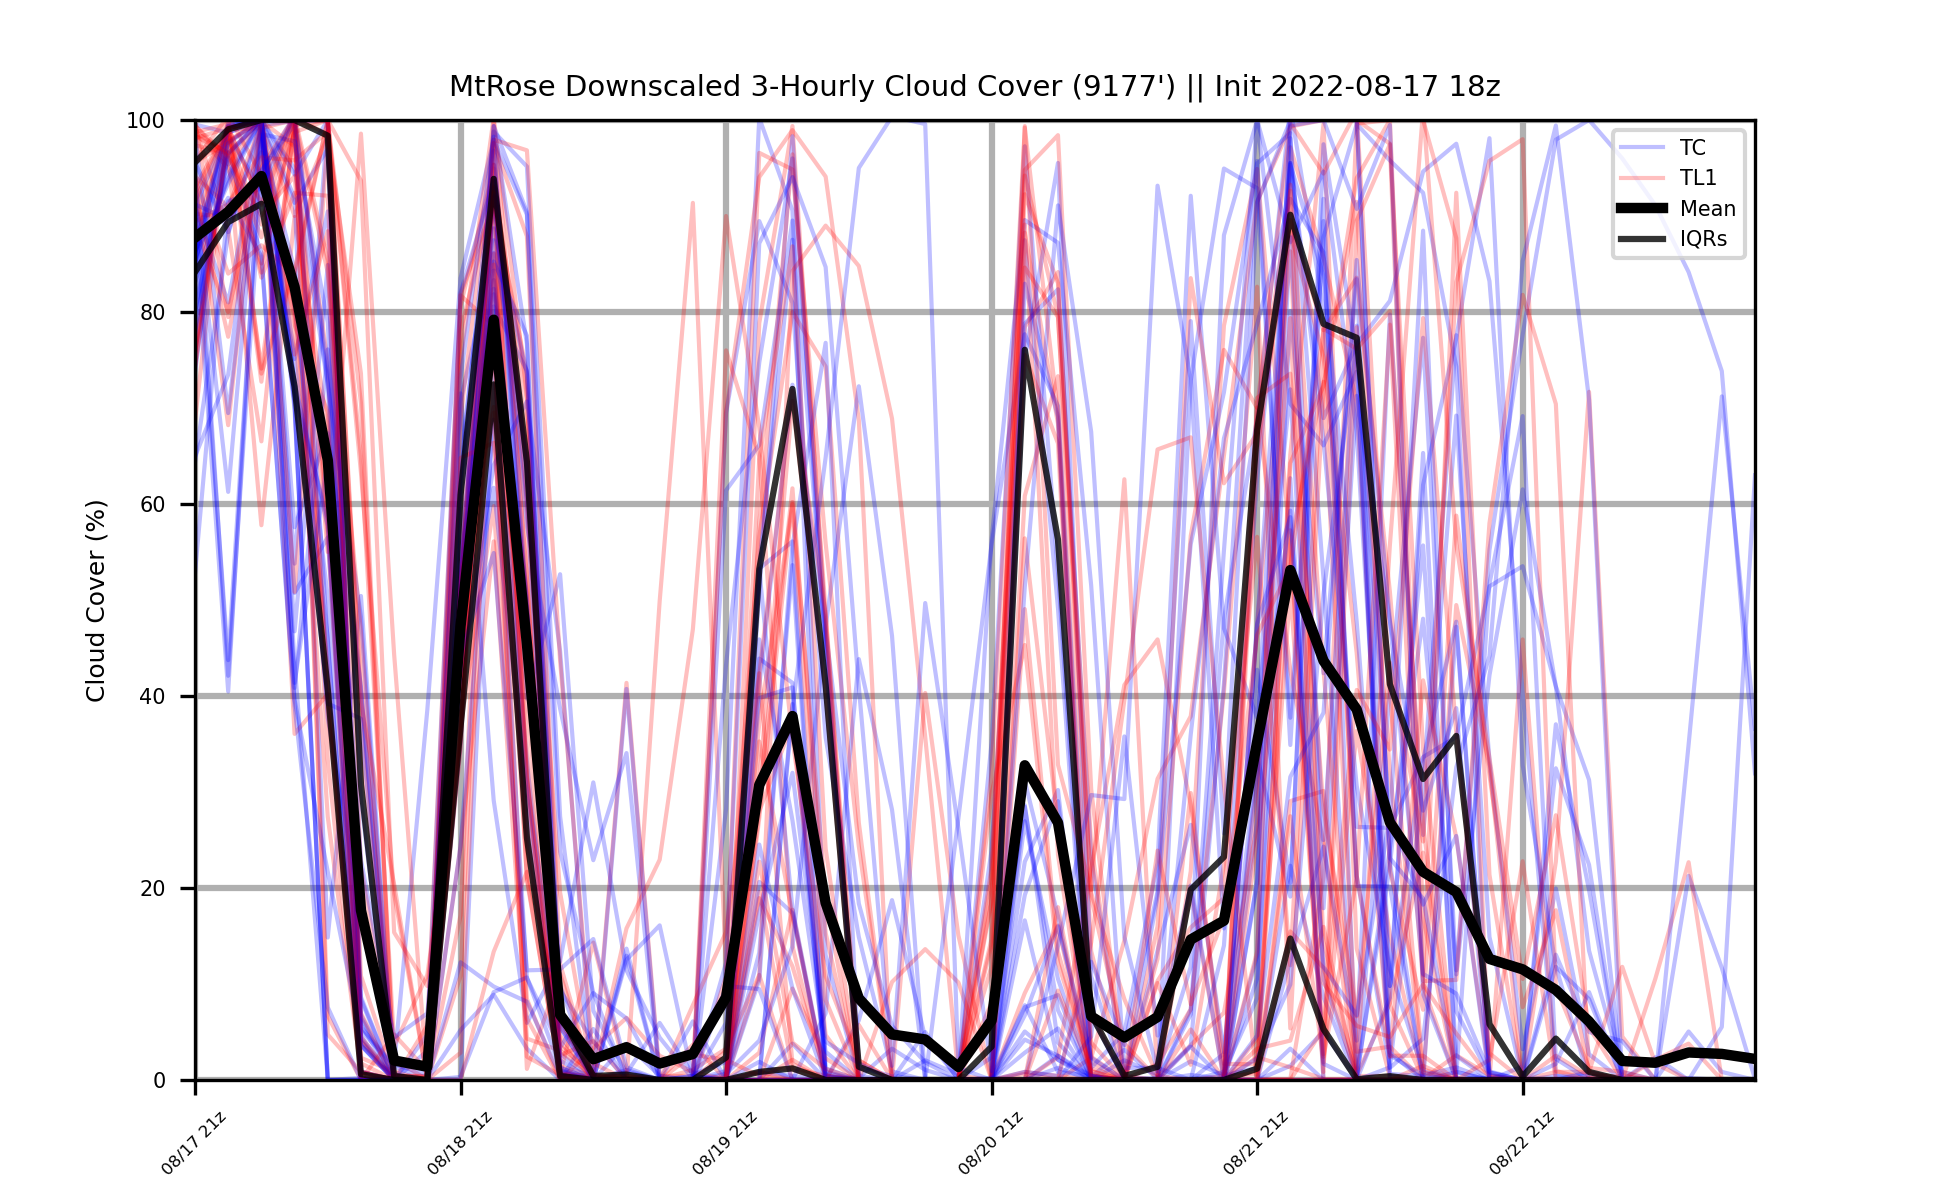 MtRose Downscaled 3-Hourly Cloud Cover (9177') || Init 2022-08-17 18z
Cloud Cover (%)
100
80
60
40
20
0
TC
TL1
Mean
IQRs
08/17 21z
08/18 21z
08/19 21z
08/20 21z
08/21 21z
08/22 21z